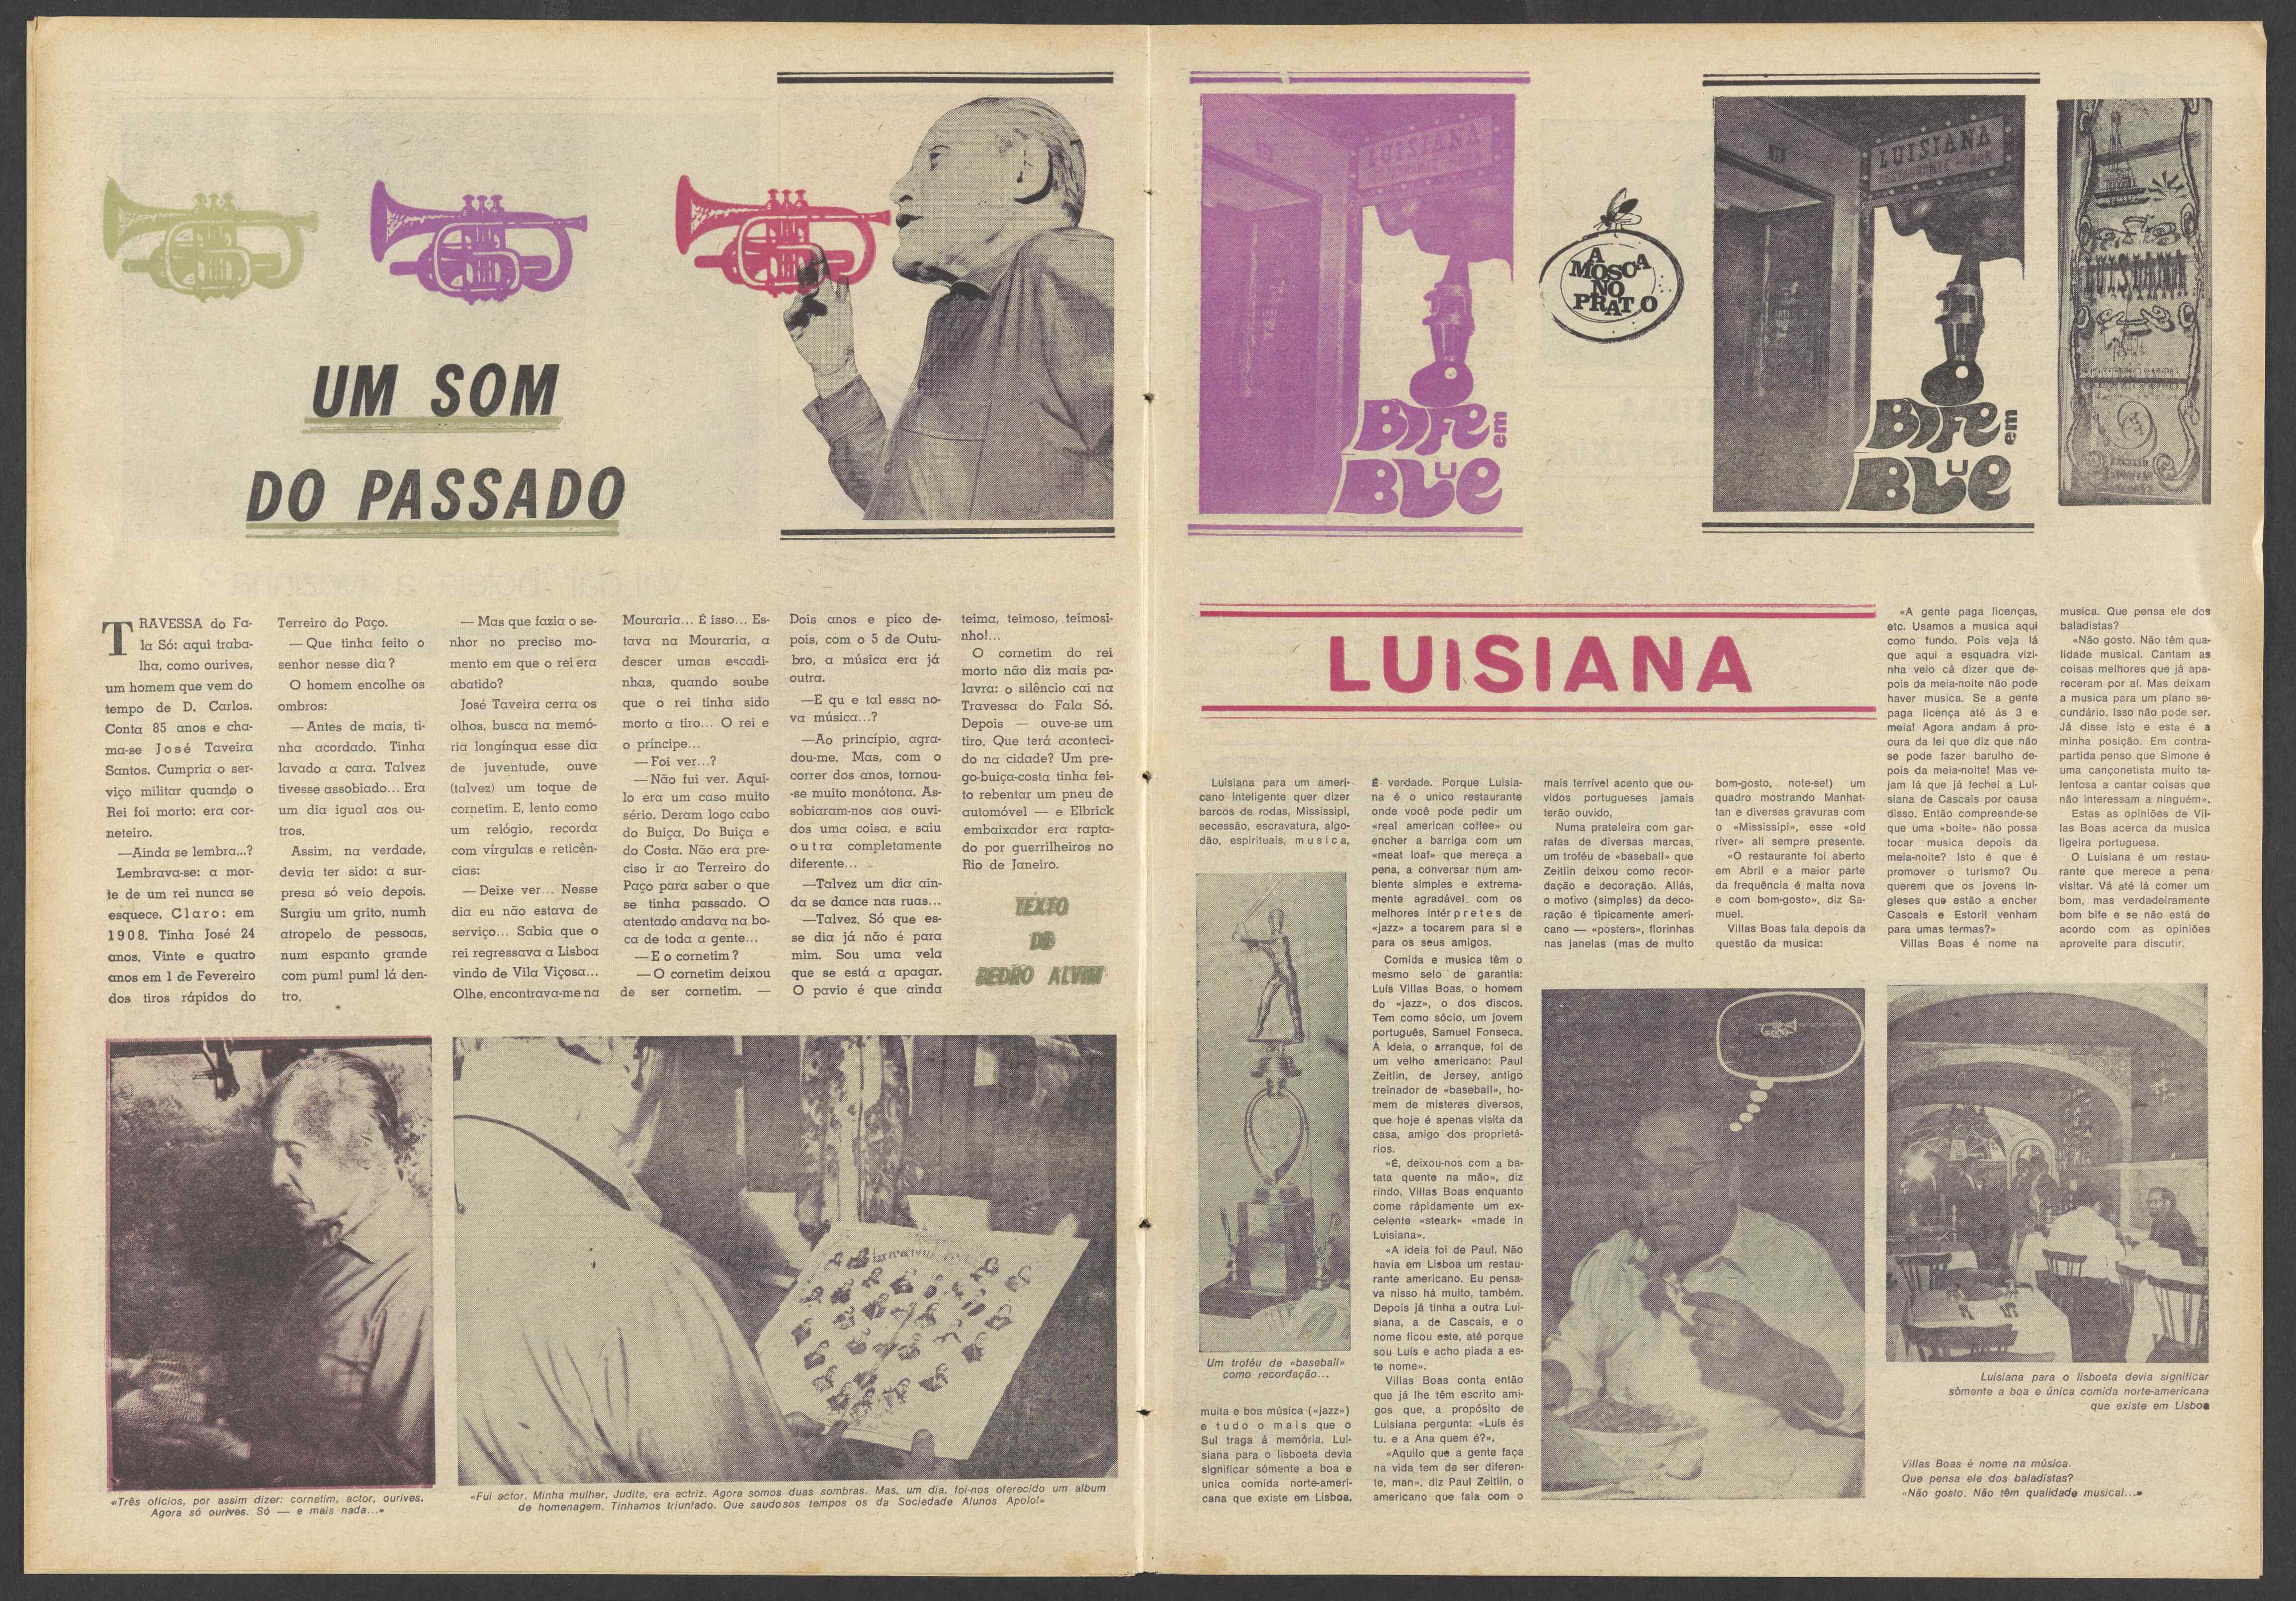 UM SOM
DO PASSADO
TRAVESSA do Fa-
la Só: aqui traba-
lha, como ourives,
um homem que vem do
tempo de D. Carlos.
Conta 85 anos e cha-
ma-se José Taveira
Santos. Cumpria o ser-
viço militar quando o
Rei foi morto: era cor-
neteiro.
—Ainda se lembra...?
Lembrava-se: a mor-
te de um rei nunca se
esquece. Claro: em
1908. Tinha José 24
anos. Vinte e quatro
anos em 1 de Fevereiro
dos tiros rápidos do
Terreiro do Paço.
—Que tinha feito o
senhor nesse dia?
O homem encolhe os
ombros:
—Antes de mais, ti-
nha acordado. Tinha
lavado a cara. Talvez
tivesse assobiado... Era
um dia igual aos ou-
tros.
Assim, na verdade,
devia ter sido: a sur-
presa só veio depois.
Surgiu um grito, numh
atropelo de pessoas,
num espanto grande
com pum! pum! lá den-
tro.
—Mas que fazia o se-
nhor no preciso mo-
mento em que o rei era
abatido?
José Taveira cerra os
olhos, busca na memó-
ria longínqua esse dia
de juventude, ouve
(talvez) um toque de
cornetim. E, lento como
um relógio, recorda
com vírgulas e reticên-
cias:
—Deixe ver... Nesse
dia eu não estava de
serviço... Sabia que o
rei regressava a Lisboa
vindo de Vila Viçosa...
Olhe, encontrava-me na
Mouraria... É isso... Es-
tava na Mouraria, a
descer umas escadi-
nhas, quando soube
que o rei tinha sido
morto a tiro... O rei e
o príncipe...
—Foi ver...?
—Não fui ver. Aqui-
lo era um caso muito
sério. Deram logo cabo
do Buíça. Do Buíça e
do Costa. Não era pre-
ciso ir ao Terreiro do
Paço para saber o que
se tinha passado. O
atentado andava na bo-
ca de toda a gente...
—E o cornetim?
—O cornetim deixou
de ser cornetim. —
Dois anos e pico de-
pois, com o 5 de Outu-
bro, a música era já
outra.
—E qu e tal essa no-
va música...?
—Ao princípio, agra-
dou-me. Mas, com o
correr dos anos, tornou-
-se muito monótona. As-
sobiaram-nos aos ouvi-
dos uma coisa, e saiu
outra completamente
diferente...
—Talvez um dia ain-
da se dance nas ruas...
—Talvez. Só que es-
se dia já não é para
mim. Sou uma vela
que se está a apagar.
O pavio é que ainda
teima, teimoso, teimosi-
nho!...
O cornetim do rei
morto não diz mais pa-
lavra: o silêncio cai na
Travessa do Fala Só.
Depois — ouve-se um
tiro. Que terá aconteci-
do na cidade? Um pre-
go-buíça-costa tinha fei-
to rebentar um pneu de
automóvel — e Elbrick
embaixador era rapta-
do por guerrilheiros no
Rio de Janeiro.
TEXTO
DE
PEDRO ALVIM
«Três ofícios, por assim dizer: cornetim, actor, ourives.
Agora só ourives. Só — e mais nada...»
«Fui actor. Minha mulher, Judite, era actriz. Agora somos duas sombras. Mas, um dia, foi-nos oferecido um album
de homenagem. Tinhamos triunfado. Que saudosos tempos os da Sociedade Alunos Apolo!»
LUISIANA
RESTAURANTE BAR
BIFE em
BLUE
A
MOSCA
NO
PRATO
LUISIANA
RESTAURANTE BAR
BIFE em
BLUE
LUISIANA
LUISIANA
Luisiana para um ameri-
cano inteligente quer dizer
barcos de rodas, Mississipi,
secessão, escravatura, algo-
dão, espirituais, musica,
Um troféu de «baseball»
como recordação...
muita e boa música («jazz»)
e tudo o mais que o
Sul traga á memória. Lui-
siana para o lisboeta devia
significar sómente a boa e
unica comida norte-ameri-
cana que existe em Lisboa.
É verdade. Porque Luisia-
na é o unico restaurante
onde você pode pedir um
«real american coffee» ou
encher a barriga com um
«meat loaf» que mereça a
pena, a conversar num am-
biente simples e extrema-
mente agradável com os
melhores intérpretes de
«jazz» a tocarem para si e
para os seus amigos.
Comida e musica têm o
mesmo selo de garantia:
Luís Villas Boas, o homem
do «jazz», o dos discos.
Tem como sócio, um jovem
português, Samuel Fonseca.
A ideia, o arranque, foi de
um velho americano: Paul
Zeitlin, de Jersey, antigo
treinador de «baseball», ho-
mem de misteres diversos,
que hoje é apenas visita da
casa, amigo dos proprietá-
rios.
«É, deixou-nos com a ba-
tata quente na mão», diz
rindo, Villas Boas enquanto
come rápidamente um ex-
celente «steark» «made in
Luisiana».
«A ideia foi de Paul. Não
havia em Lisboa um restau-
rante americano. Eu pensa-
va nisso há muito, também.
Depois já tinha a outra Lui-
siana, a de Cascais, e o
nome ficou este, até porque
sou Luís e acho piada a es-
te nome».
Villas Boas conta então
que já lhe têm escrito ami-
gos que, a propósito de
Luisiana pergunta: «Luís és
tu. e a Ana quem é?».
«Aquilo que a gente faça
na vida tem de ser diferen-
te, man», diz Paul Zeitlin, o
americano que fala com o
mais terrível acento que ou-
vidos portugueses jamais
terão ouvido,
Numa prateleira com gar-
rafas de diversas marcas,
um troféu de «baseball» que
Zeitlin deixou como recor-
dação e decoração. Aliás,
o motivo (simples) da deco-
ração é tipicamente ameri-
cano — «posters», florinhas
nas janelas (mas de muito
bom-gosto, note-se!) um
quadro mostrando Manhat-
tan e diversas gravuras com
o «Mississipi», esse «old
river» ali sempre presente.
«O restaurante foi aberto
em Abril e a maior parte
da frequência é malta nova
e com bom-gosto», diz Sa-
muel.
Villas Boas fala depois da
questão da musica:
«A gente paga licenças,
etc. Usamos a musica aqui
como fundo. Pois veja lá
que aqui a esquadra vizi-
nha veio cá dizer que de-
pois da meia-noite não pode
haver musica. Se a gente
paga licença até ás 3 e
meia! Agora andam á pro-
cura da lei que diz que não
se pode fazer barulho de-
pois da meia-noite! Mas ve-
jam lá que já fechei a Lui-
siana de Cascais por causa
disso. Então compreende-se
que uma «boite» não possa
tocar musica depois da
meia-noite? Isto é que é
promover o turismo? Ou
querem que os jovens in-
gleses que estão a encher
Cascais e Estoril venham
para umas termas?»
Villas Boas é nome na
musica. Que pensa ele dos
baladistas?
«Não gosto. Não têm qua-
lidade musical. Cantam as
coisas melhores que já apa-
receram por aí. Mas deixam
a musica para um plano se-
cundário. Isso não pode ser.
Já disse isto e esta é a
minha posição. Em contra-
partida penso que Simone é
uma cançonetista muito ta-
lentosa a cantar coisas que
não interessam a ninguém».
Estas as opiniões de Vil-
las Boas acerca da musica
ligeira portuguesa.
O Luisiana é um restau-
rante que merece a pena
visitar. Vá até lá comer um
bom, mas verdadeiramente
bom bife e se não está de
acordo com as opiniões
aproveite para discutir.
Luisiana para o lisboeta devia significar
sòmente a boa e única comida norte-americana
que existe em Lisboa
Villas Boas é nome na música.
Que pensa ele dos baladistas?
«Não gosto. Não têm qualidade musical...»